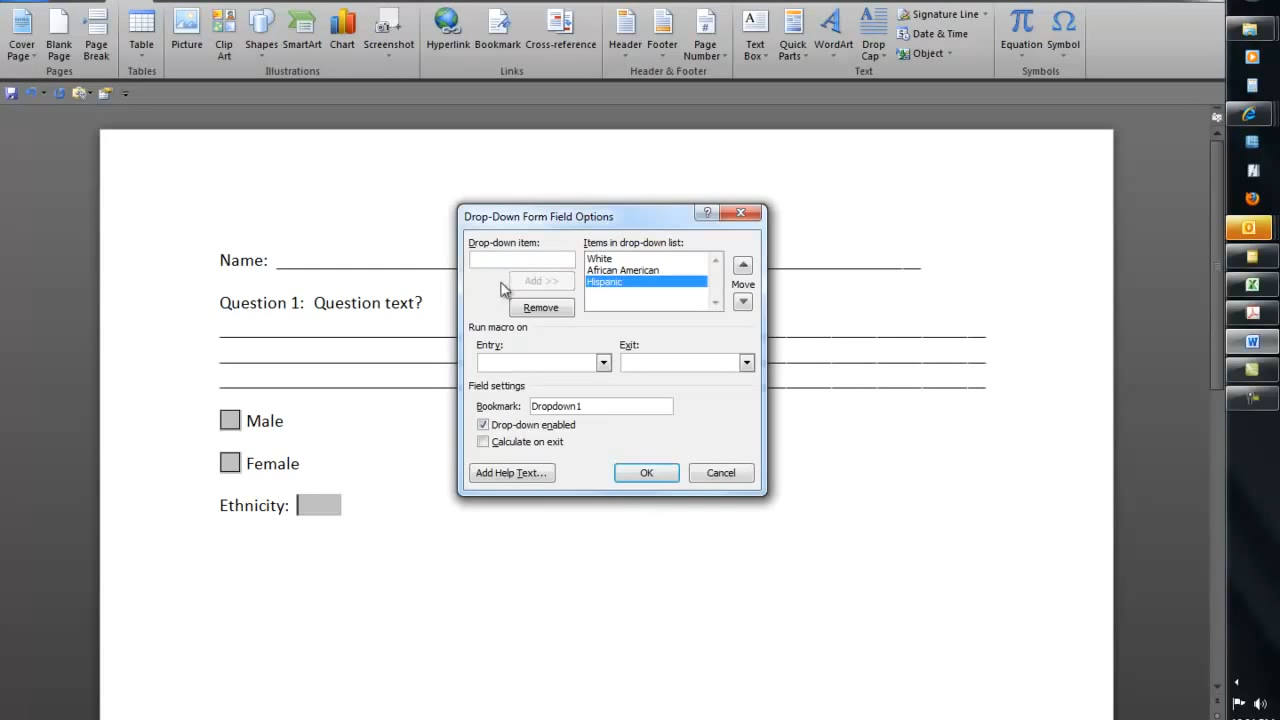 Cover Page Blank Page Page Break Table Picture Clip Art Shapes SmartArt Chart Screenshot Hyperlink Bookmark Cross-reference Header Footer Page Number Text Box Quick Parts WordArt Drop Cap Signature Line Date & Time Object Equation Symbol
Pages Tables Illustrations Links Header & Footer Text Symbols
Drop-Down Form Field Options
Drop-down item: Items in drop-down list:
White
African American
Hispanic
Add >>
Remove
Move
Run macro on
Entry: Exit:
Field settings
Bookmark: Dropdown1
Drop-down enabled
Calculate on exit
Add Help Text... OK Cancel
Name:
Question 1: Question text?
Male
Female
Ethnicity: